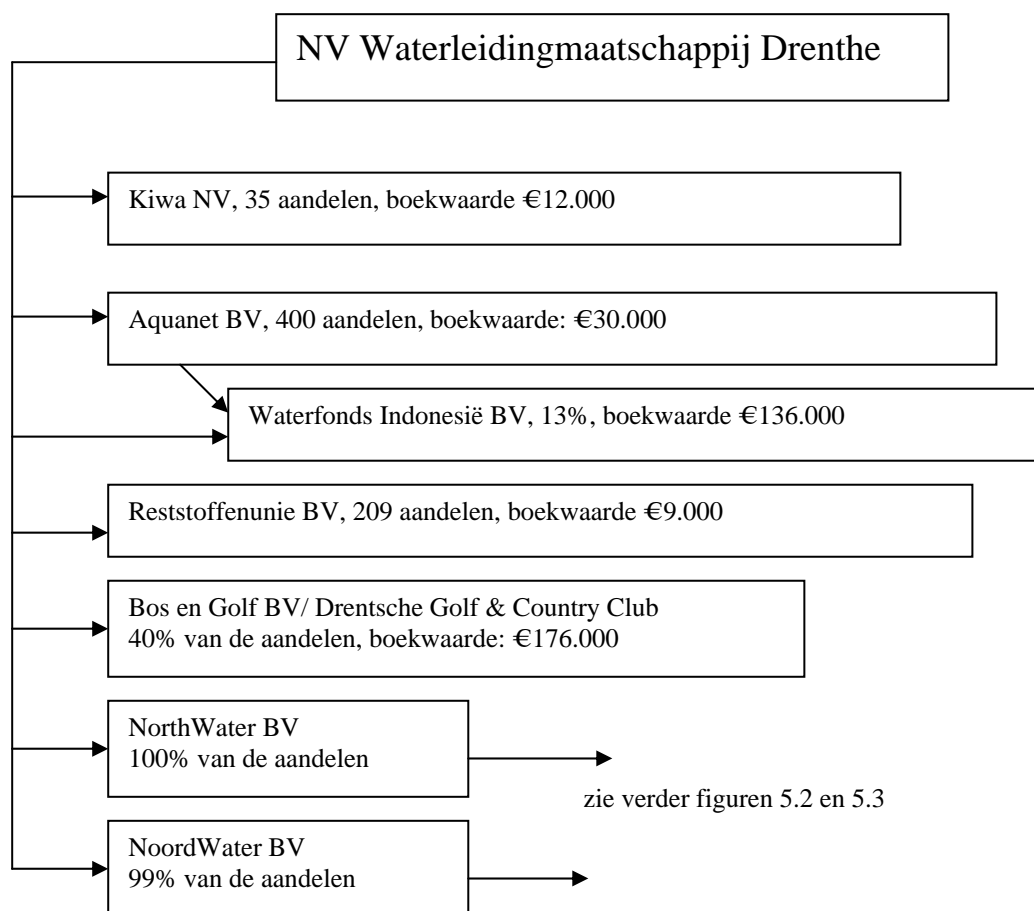 NV Waterleidingmaatschappij Drenthe
Kiwa NV, 35 aandelen, boekwaarde €12.000
Aquanet BV, 400 aandelen, boekwaarde: €30.000
Waterfonds Indonesië BV, 13%, boekwaarde €136.000
Reststoffenunie BV, 209 aandelen, boekwaarde €9.000
Bos en Golf BV/ Drentsche Golf & Country Club
40% van de aandelen, boekwaarde: €176.000
NorthWater BV
100% van de aandelen
zie verder figuren 5.2 en 5.3
NoordWater BV
99% van de aandelen